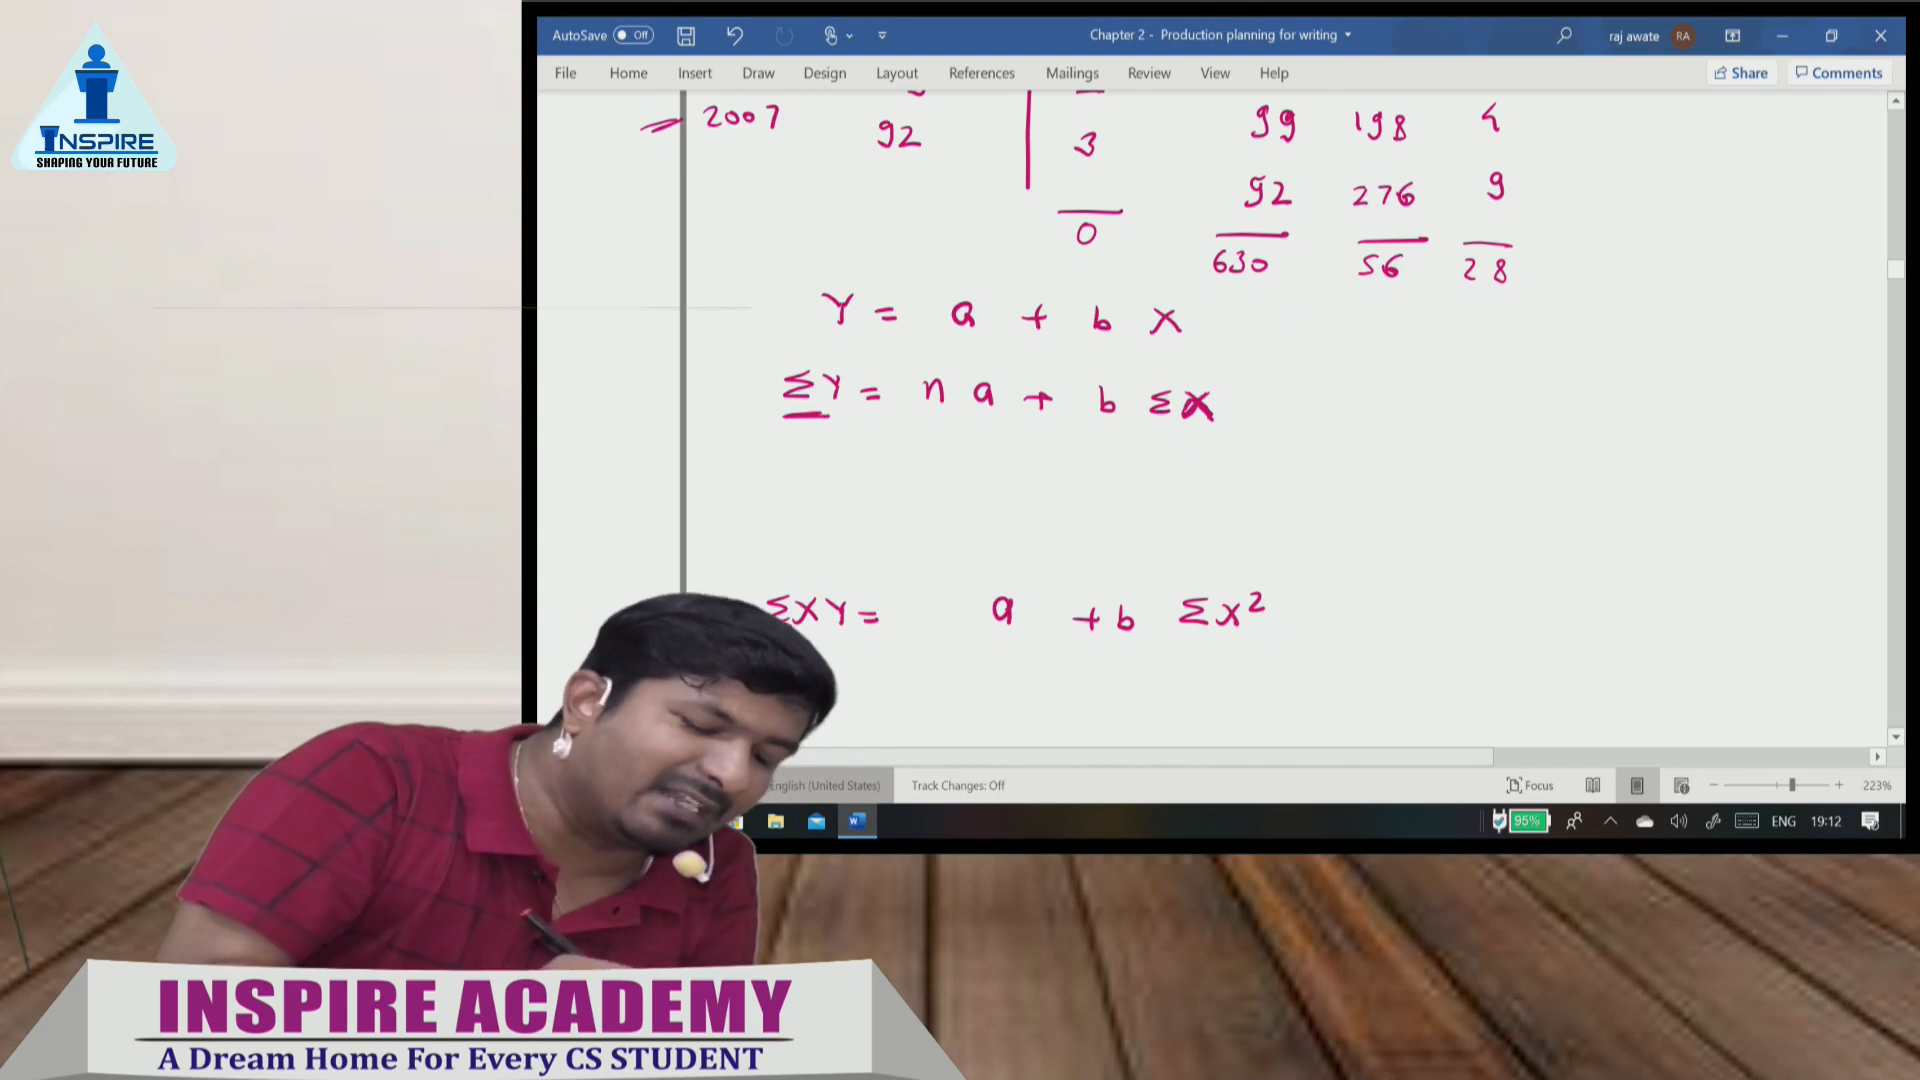 INSPIRE
SHAPING YOUR FUTURE
AutoSave Off
Chapter 2 - Production planning for writing
raj awate RA
File Home Insert Draw Design Layout References Mailings Review View Help
Share Comments
2007 92 3 99 198 4
92 276 9
0 630 56 28
Y = a + b X
ΣY = n a + b ΣX
ΣXY = a + b ΣX²
English (United States) Track Changes: Off
Focus 223%
95% ENG 19:12
INSPIRE ACADEMY
A Dream Home For Every CS STUDENT